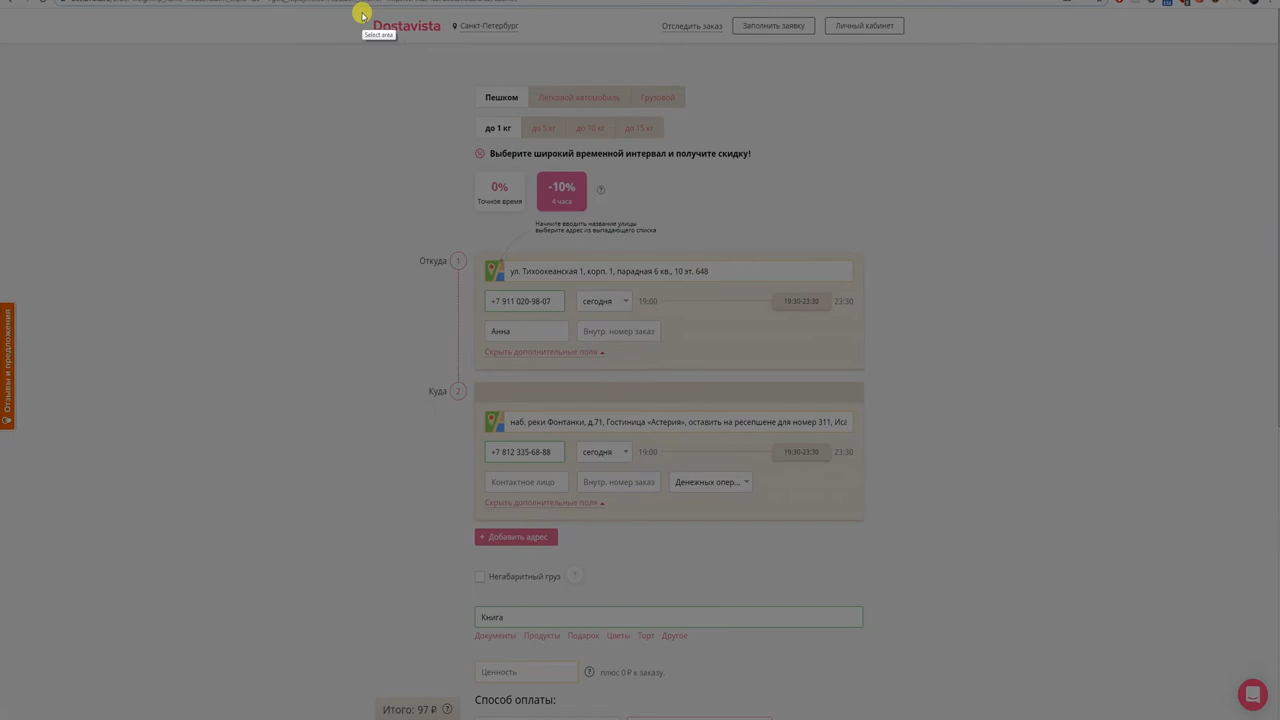 Dostavista
Санкт-Петербург
Отследить заказ
Заполнить заявку
Личный кабинет
Select area
Пешком
Легковой автомобиль
Грузовой
до 1 кг
до 5 кг
до 10 кг
до 15 кг
Выберите широкий временной интервал и получите скидку!
0%
Точное время
-10%
4 часа
?
Начните вводить название улицы
выберите адрес из выпадающего списка
Откуда
1
ул. Тихоокеанская 1, корп. 1, парадная 6 кв., 10 эт. 648
+7 911 020-98-07
сегодня
19:00
19:30-23:30
23:30
Анна
Внутр. номер заказ
Скрыть дополнительные поля
Куда
2
наб. реки Фонтанки, д.71, Гостиница «Астерия», оставить на ресепшене для номер 311, Иса
+7 812 335-68-88
сегодня
19:00
19:30-23:30
23:30
Контактное лицо
Внутр. номер заказ
Денежных опер...
Скрыть дополнительные поля
+ Добавить адрес
Негабаритный груз
?
Книга
Документы
Продукты
Подарок
Цветы
Торт
Другое
Ценность
?
плюс 0 ₽ к заказу.
Способ оплаты:
Итого: 97 ₽
?
Отзывы и предложения